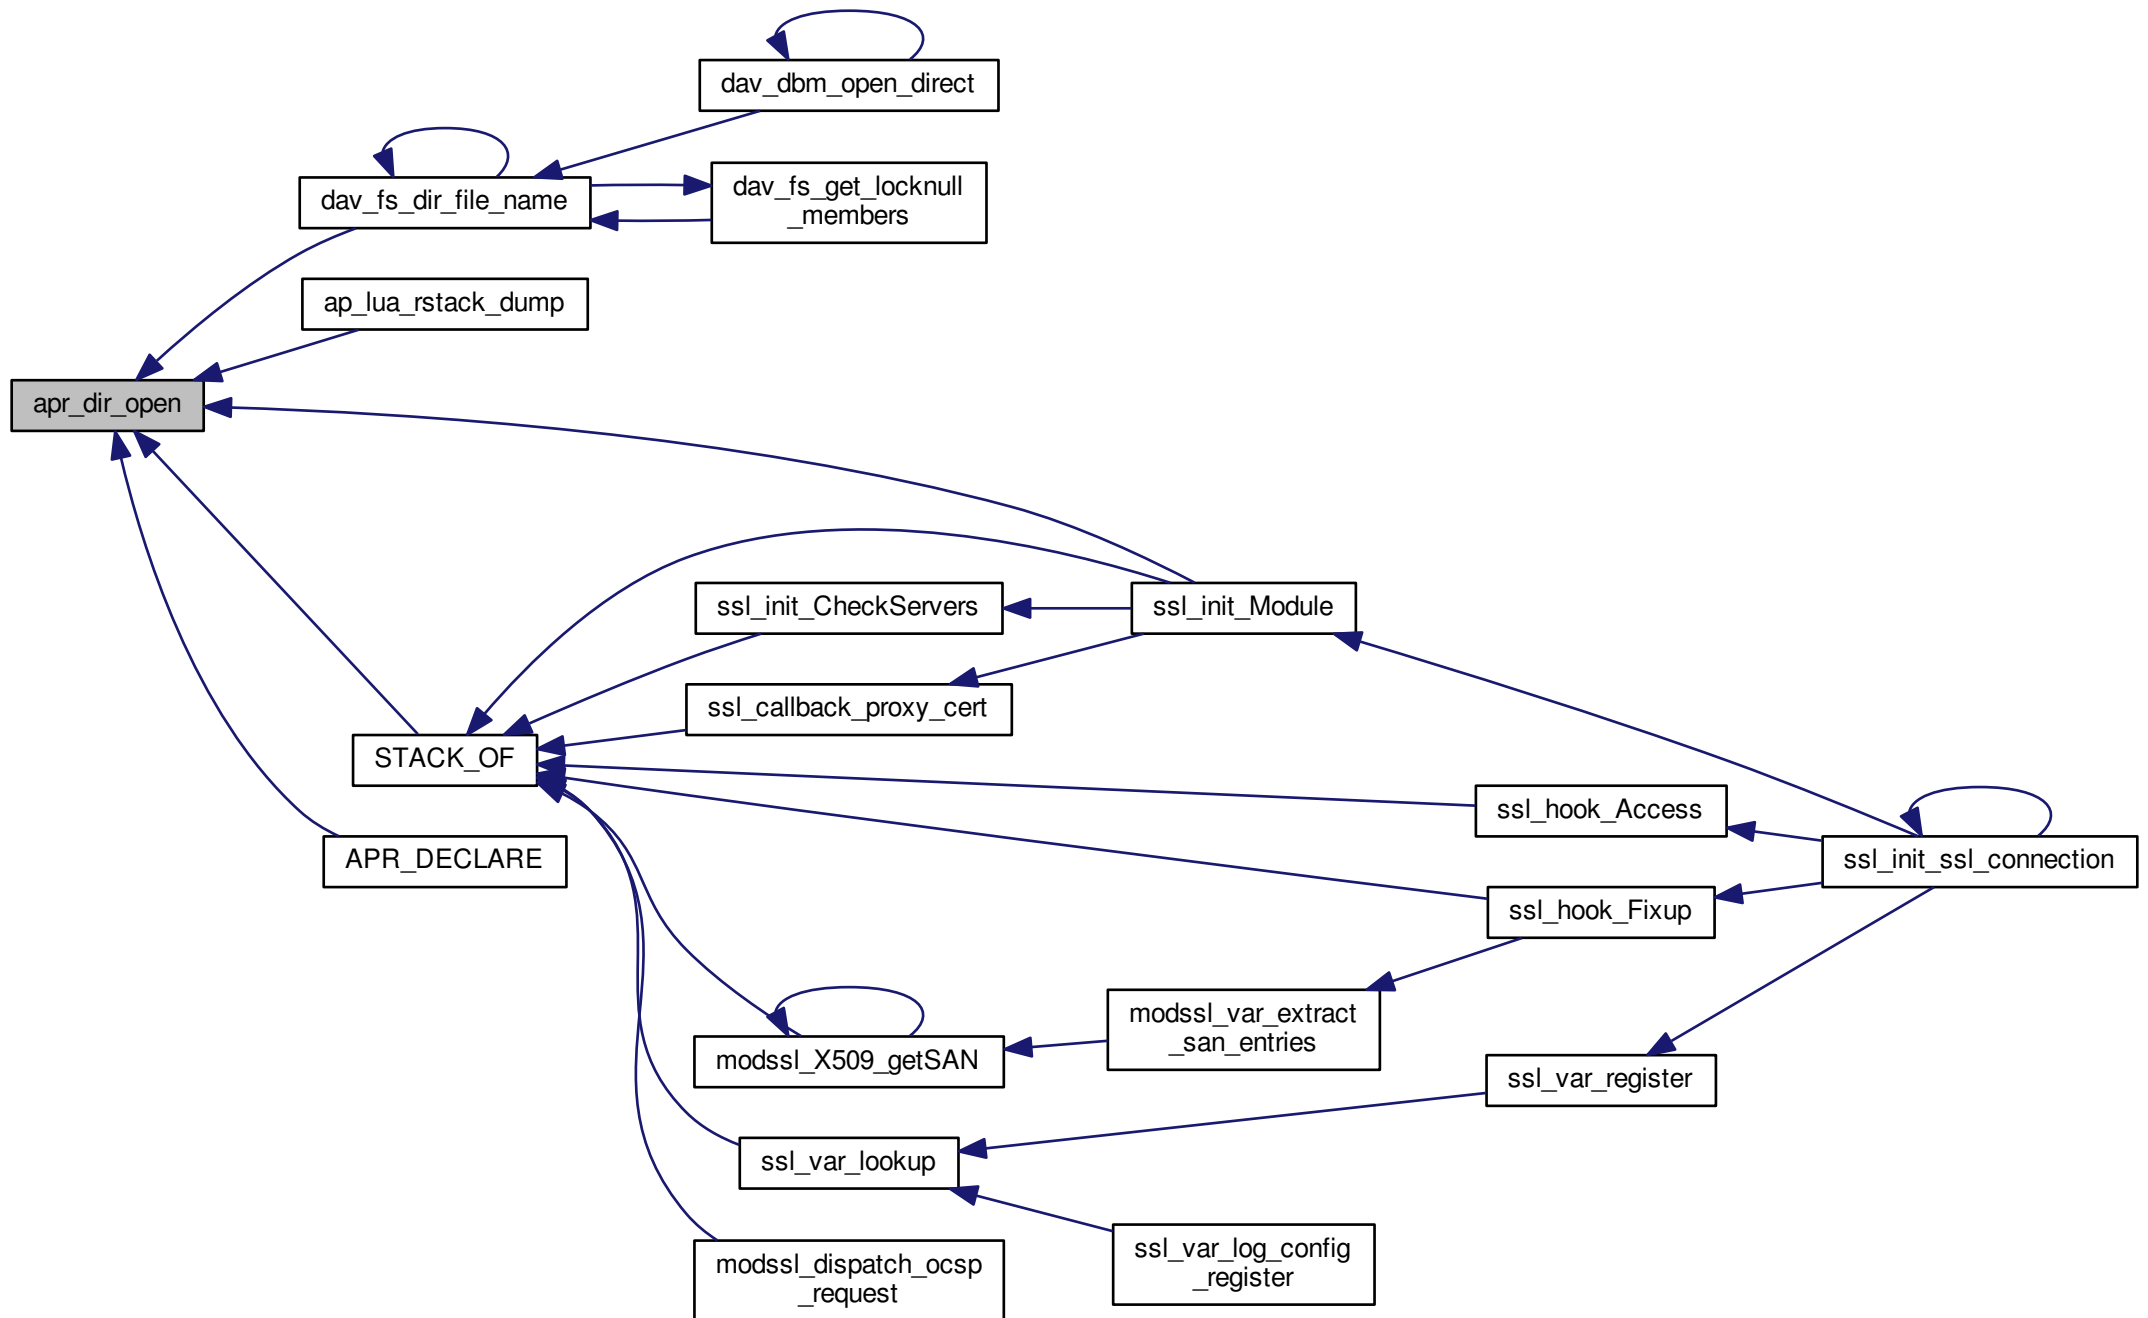 dav_dbm_open_direct
dav_fs_dir_file_name
dav_fs_get_locknull
_members
ap_lua_rstack_dump
apr_dir_open
ssl_init_CheckServers
ssl_init_Module
ssl_callback_proxy_cert
STACK_OF
ssl_hook_Access
APR_DECLARE
ssl_init_ssl_connection
ssl_hook_Fixup
modssl_var_extract
_san_entries
modssl_X509_getSAN
ssl_var_register
ssl_var_lookup
ssl_var_log_config
_register
modssl_dispatch_ocsp
_request